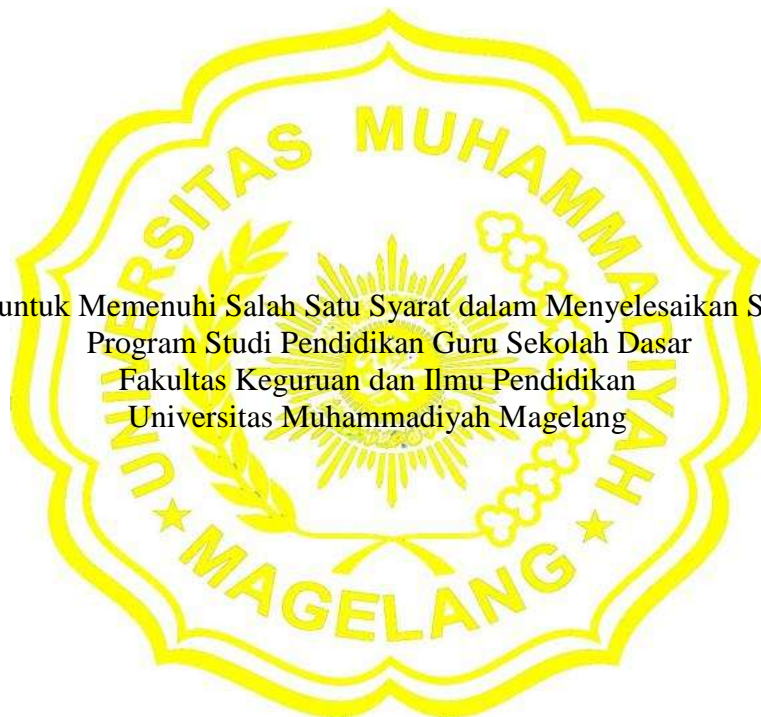 UNIVERSITAS MUHAMMADIYAH
untuk Memenuhi Salah Satu Syarat dalam Menyelesaikan S
Program Studi Pendidikan Guru Sekolah Dasar
Fakultas Keguruan dan Ilmu Pendidikan
Universitas Muhammadiyah Magelang
★ MAGELANG ★